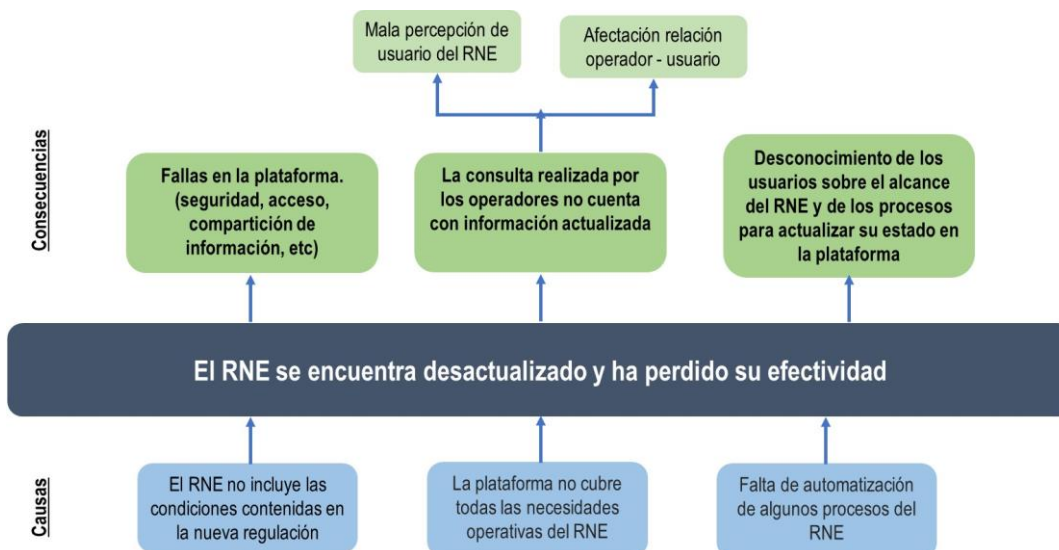 Mala percepción de
usuario del RNE
Afectación relación
operador - usuario
Consecuencias
Fallas en la plataforma.
(seguridad, acceso,
compartición de
información, etc)
La consulta realizada por
los operadores no cuenta
con información actualizada
Desconocimiento de los
usuarios sobre el alcance
del RNE y de los procesos
para actualizar su estado en
la plataforma
El RNE se encuentra desactualizado y ha perdido su efectividad
Causas
El RNE no incluye las
condiciones contenidas en
la nueva regulación
La plataforma no cubre
todas las necesidades
operativas del RNE
Falta de automatización
de algunos procesos del
RNE